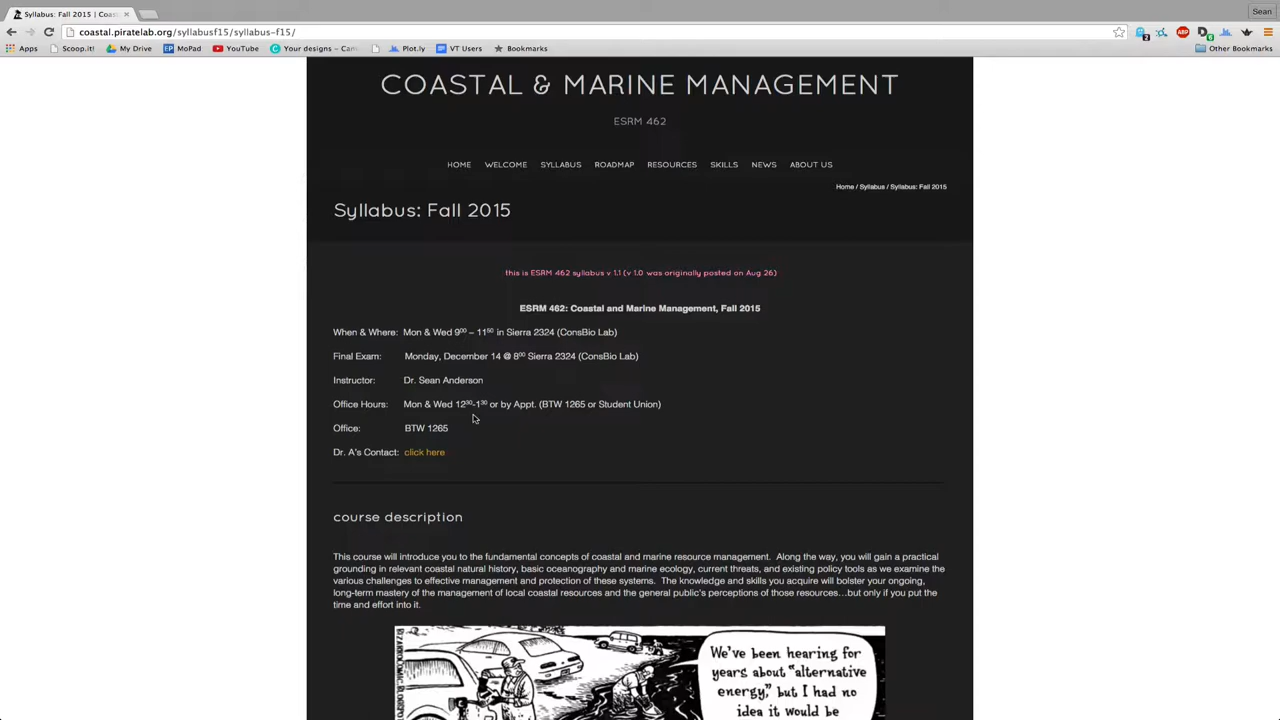 Syllabus: Fall 2015 | Coast
Sean
coastal.piratelab.org/syllabusf15/syllabus-f15/
Apps Scoop.it! My Drive MoPad YouTube Your designs – Can Plot.ly VT Users Bookmarks Other Bookmarks
COASTAL & MARINE MANAGEMENT
ESRM 462
HOME WELCOME SYLLABUS ROADMAP RESOURCES SKILLS NEWS ABOUT US
Home / Syllabus / Syllabus: Fall 2015
Syllabus: Fall 2015
this is ESRM 462 syllabus v 1.1 (v 1.0 was originally posted on Aug 26)
ESRM 462: Coastal and Marine Management, Fall 2015
When & Where: Mon & Wed 9⁰⁰ – 11⁵⁰ in Sierra 2324 (ConsBio Lab)
Final Exam: Monday, December 14 @ 8⁰⁰ Sierra 2324 (ConsBio Lab)
Instructor: Dr. Sean Anderson
Office Hours: Mon & Wed 12³⁰-1³⁰ or by Appt. (BTW 1265 or Student Union)
Office: BTW 1265
Dr. A's Contact: click here
course description
This course will introduce you to the fundamental concepts of coastal and marine resource management. Along the way, you will gain a practical
grounding in relevant coastal natural history, basic oceanography and marine ecology, current threats, and existing policy tools as we examine the
various challenges to effective management and protection of these systems. The knowledge and skills you acquire will bolster your ongoing,
long-term mastery of the management of local coastal resources and the general public's perceptions of those resources…but only if you put the
time and effort into it.
We've been hearing for
years about "alternative
energy," but I had no
idea it would be